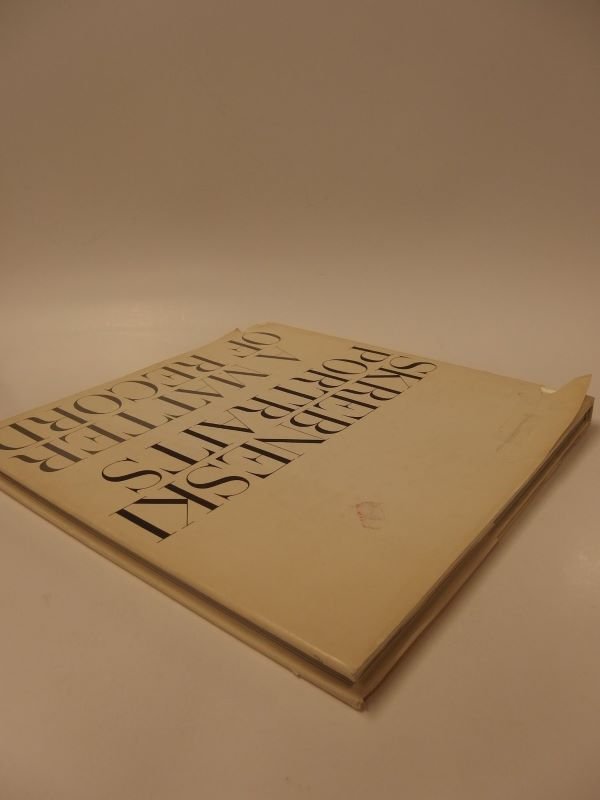 SKREBNESKI
PORTRAITS
A MATTER
OF RECORD